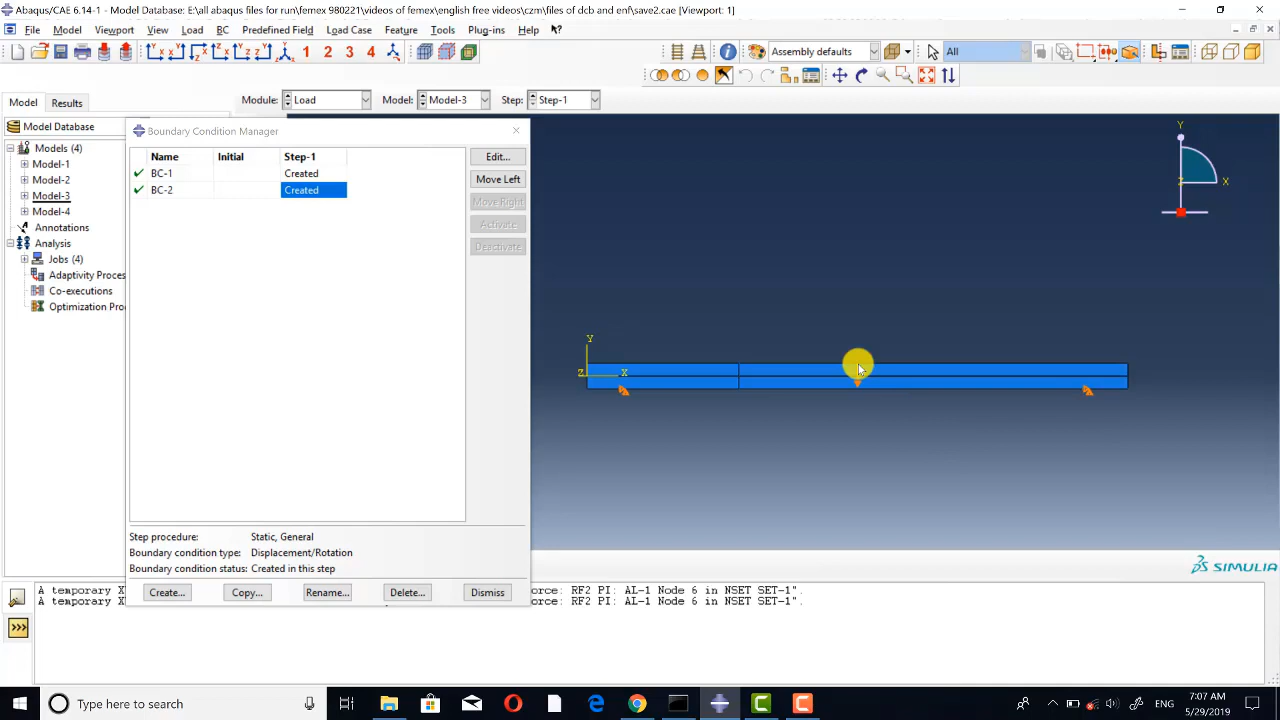 Abaqus/CAE 6.14-1 - Model Database: E:\all abaqus files for run\femex 980221\videos of femex\english free videos\czm\files of dcb and enf\save2.cae [Viewport: 1]
File Model Viewport View Load BC Predefined Field Load Case Feature Tools Plug-ins Help
1 2 3 4 Assembly defaults All
Model Results Module: Load Model: Model-3 Step: Step-1
Model Database
Models (4)
Model-1
Model-2
Model-3
Model-4
Annotations
Analysis
Jobs (4)
Adaptivity Proces
Co-executions
Optimization Pro
Boundary Condition Manager
Name Initial Step-1
BC-1 Created
BC-2 Created
Edit...
Move Left
Move Right
Activate
Deactivate
Step procedure: Static, General
Boundary condition type: Displacement/Rotation
Boundary condition status: Created in this step
Create... Copy... Rename... Delete... Dismiss
Y
Z X
Y
Z X
SIMULIA
A temporary X
A temporary X
orce: RF2 PI: AL-1 Node 6 in NSET SET-1".
orce: RF2 PI: AL-1 Node 6 in NSET SET-1".
>>>
Type here to search
ENG
7:07 AM
5/29/2019